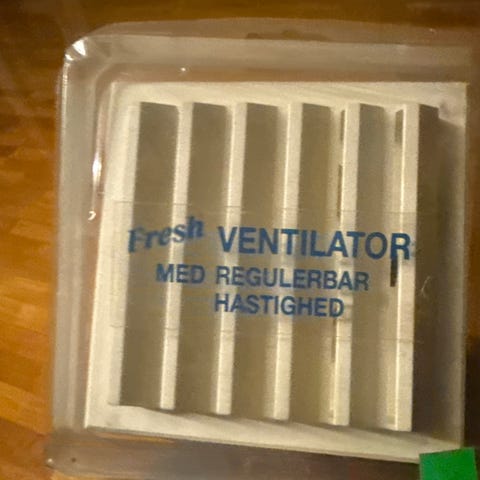 Fresh VENTILATOR
MED REGULERBAR
HASTIGHED